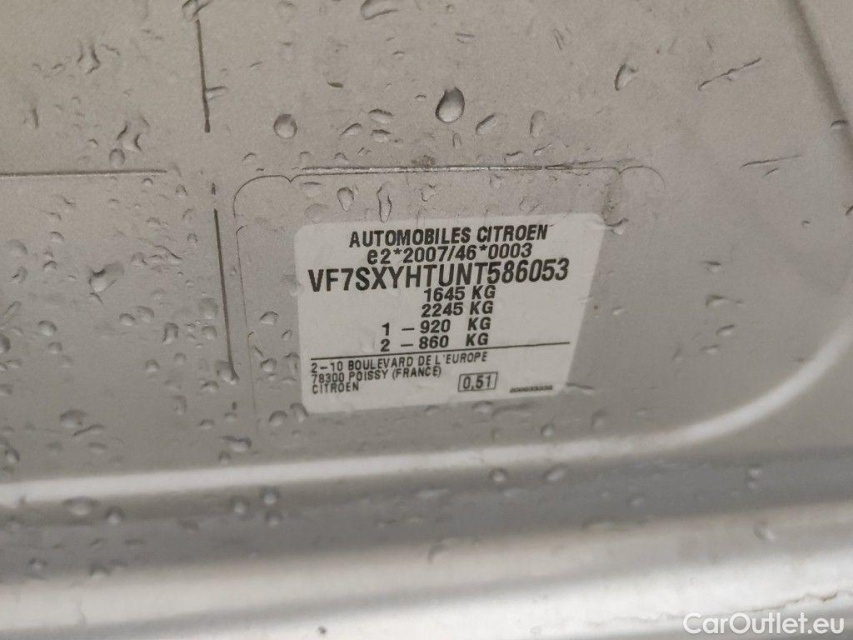 AUTOMOBILES CITROEN
e2*2007/46*0003
VF7SXYHTUNT586053
1645 KG
2245 KG
1 – 920 KG
2 – 860 KG
2–10 BOULEVARD DE L'EUROPE
78300 POISSY (FRANCE)
CITROEN
0.51
CarOutlet.eu